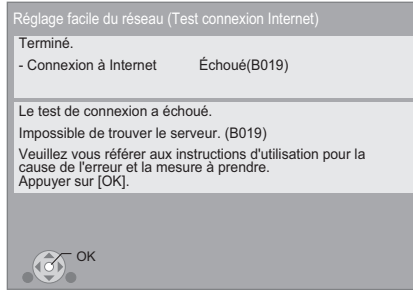 Réglage facile du réseau (Test connexion Internet)
Terminé.
- Connexion à Internet Échoué(B019)
Le test de connexion a échoué.
Impossible de trouver le serveur. (B019)
Veuillez vous référer aux instructions d'utilisation pour la
cause de l'erreur et la mesure à prendre.
Appuyer sur [OK].
OK